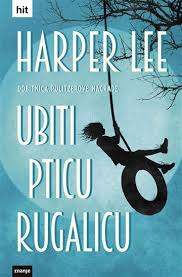 hit
HARPER LEE
DOBITNICA PULITZEROVE NAGRADE
UBITI
PTICU
RUGALICU
znanje